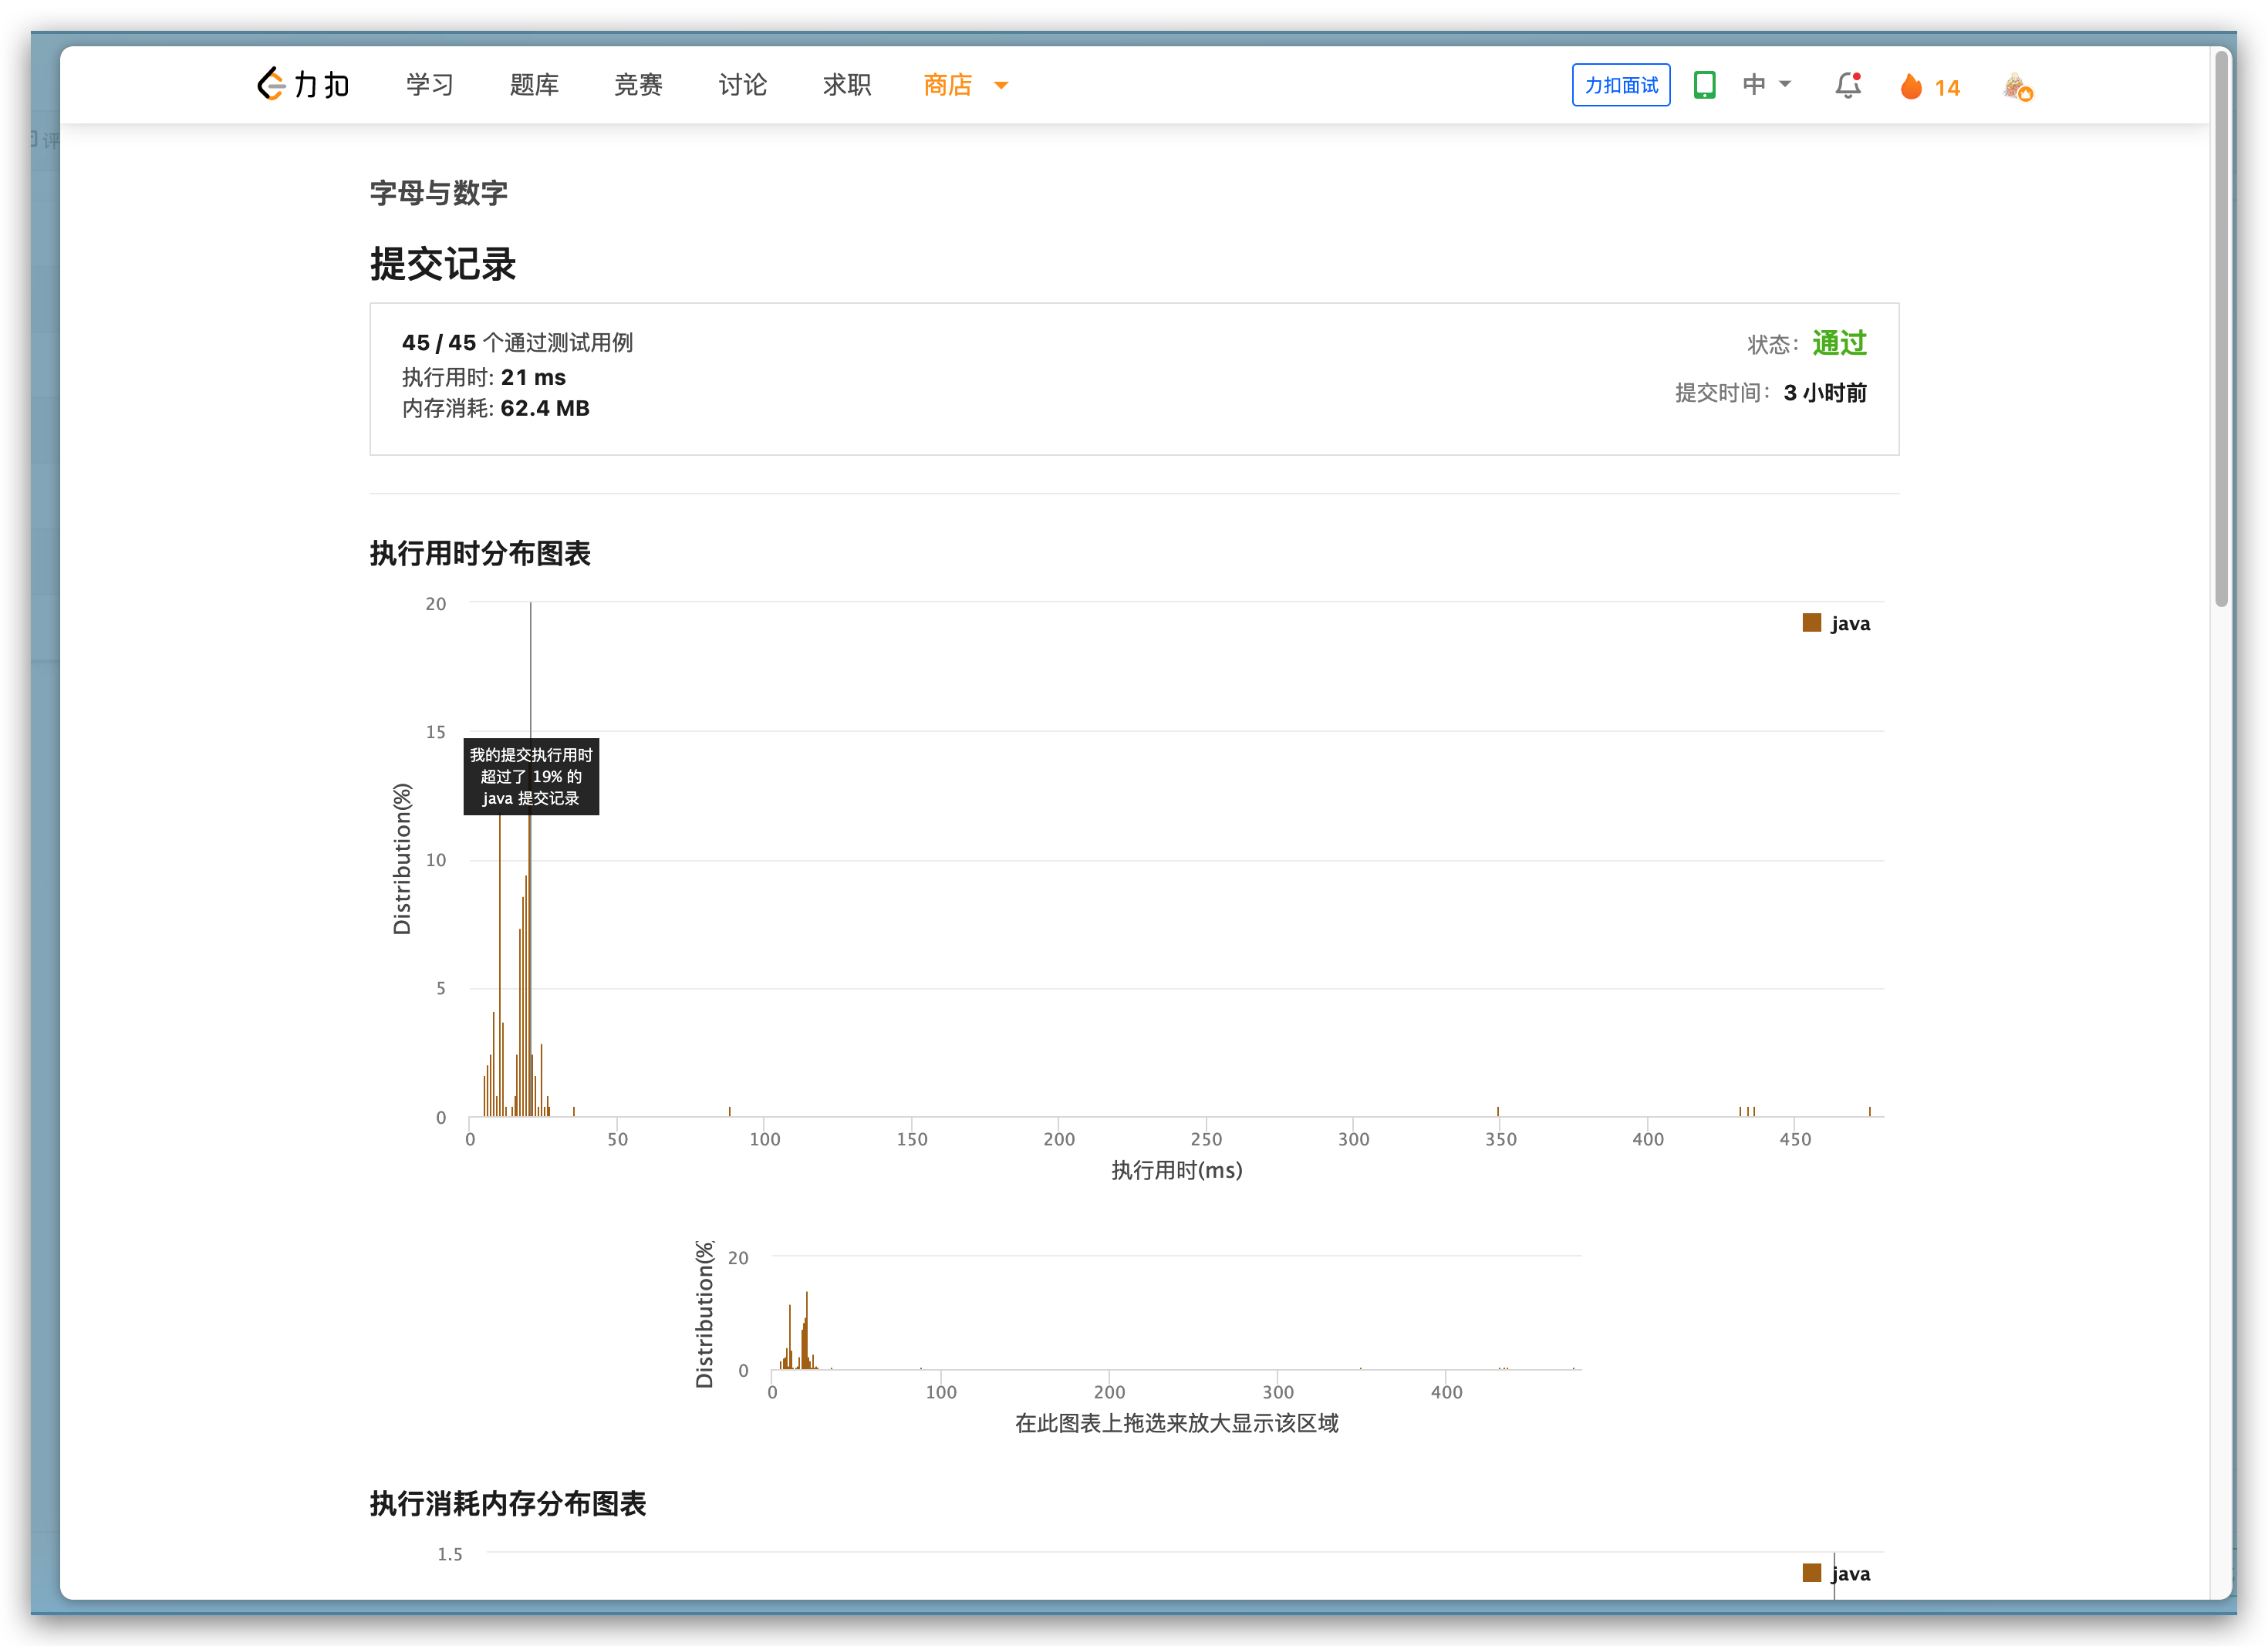 力扣 学习 题库 竞赛 讨论 求职 商店 力扣面试 中 14
评
字母与数字
提交记录
45 / 45 个通过测试用例 状态： 通过
执行用时: 21 ms 提交时间： 3 小时前
内存消耗: 62.4 MB
执行用时分布图表
20
java
15
我的提交执行用时
超过了 19% 的
java 提交记录
Distribution(%)
10
5
0
0 50 100 150 200 250 300 350 400 450
执行用时(ms)
Distribution(%)
20
0
0 100 200 300 400
在此图表上拖选来放大显示该区域
执行消耗内存分布图表
1.5
java